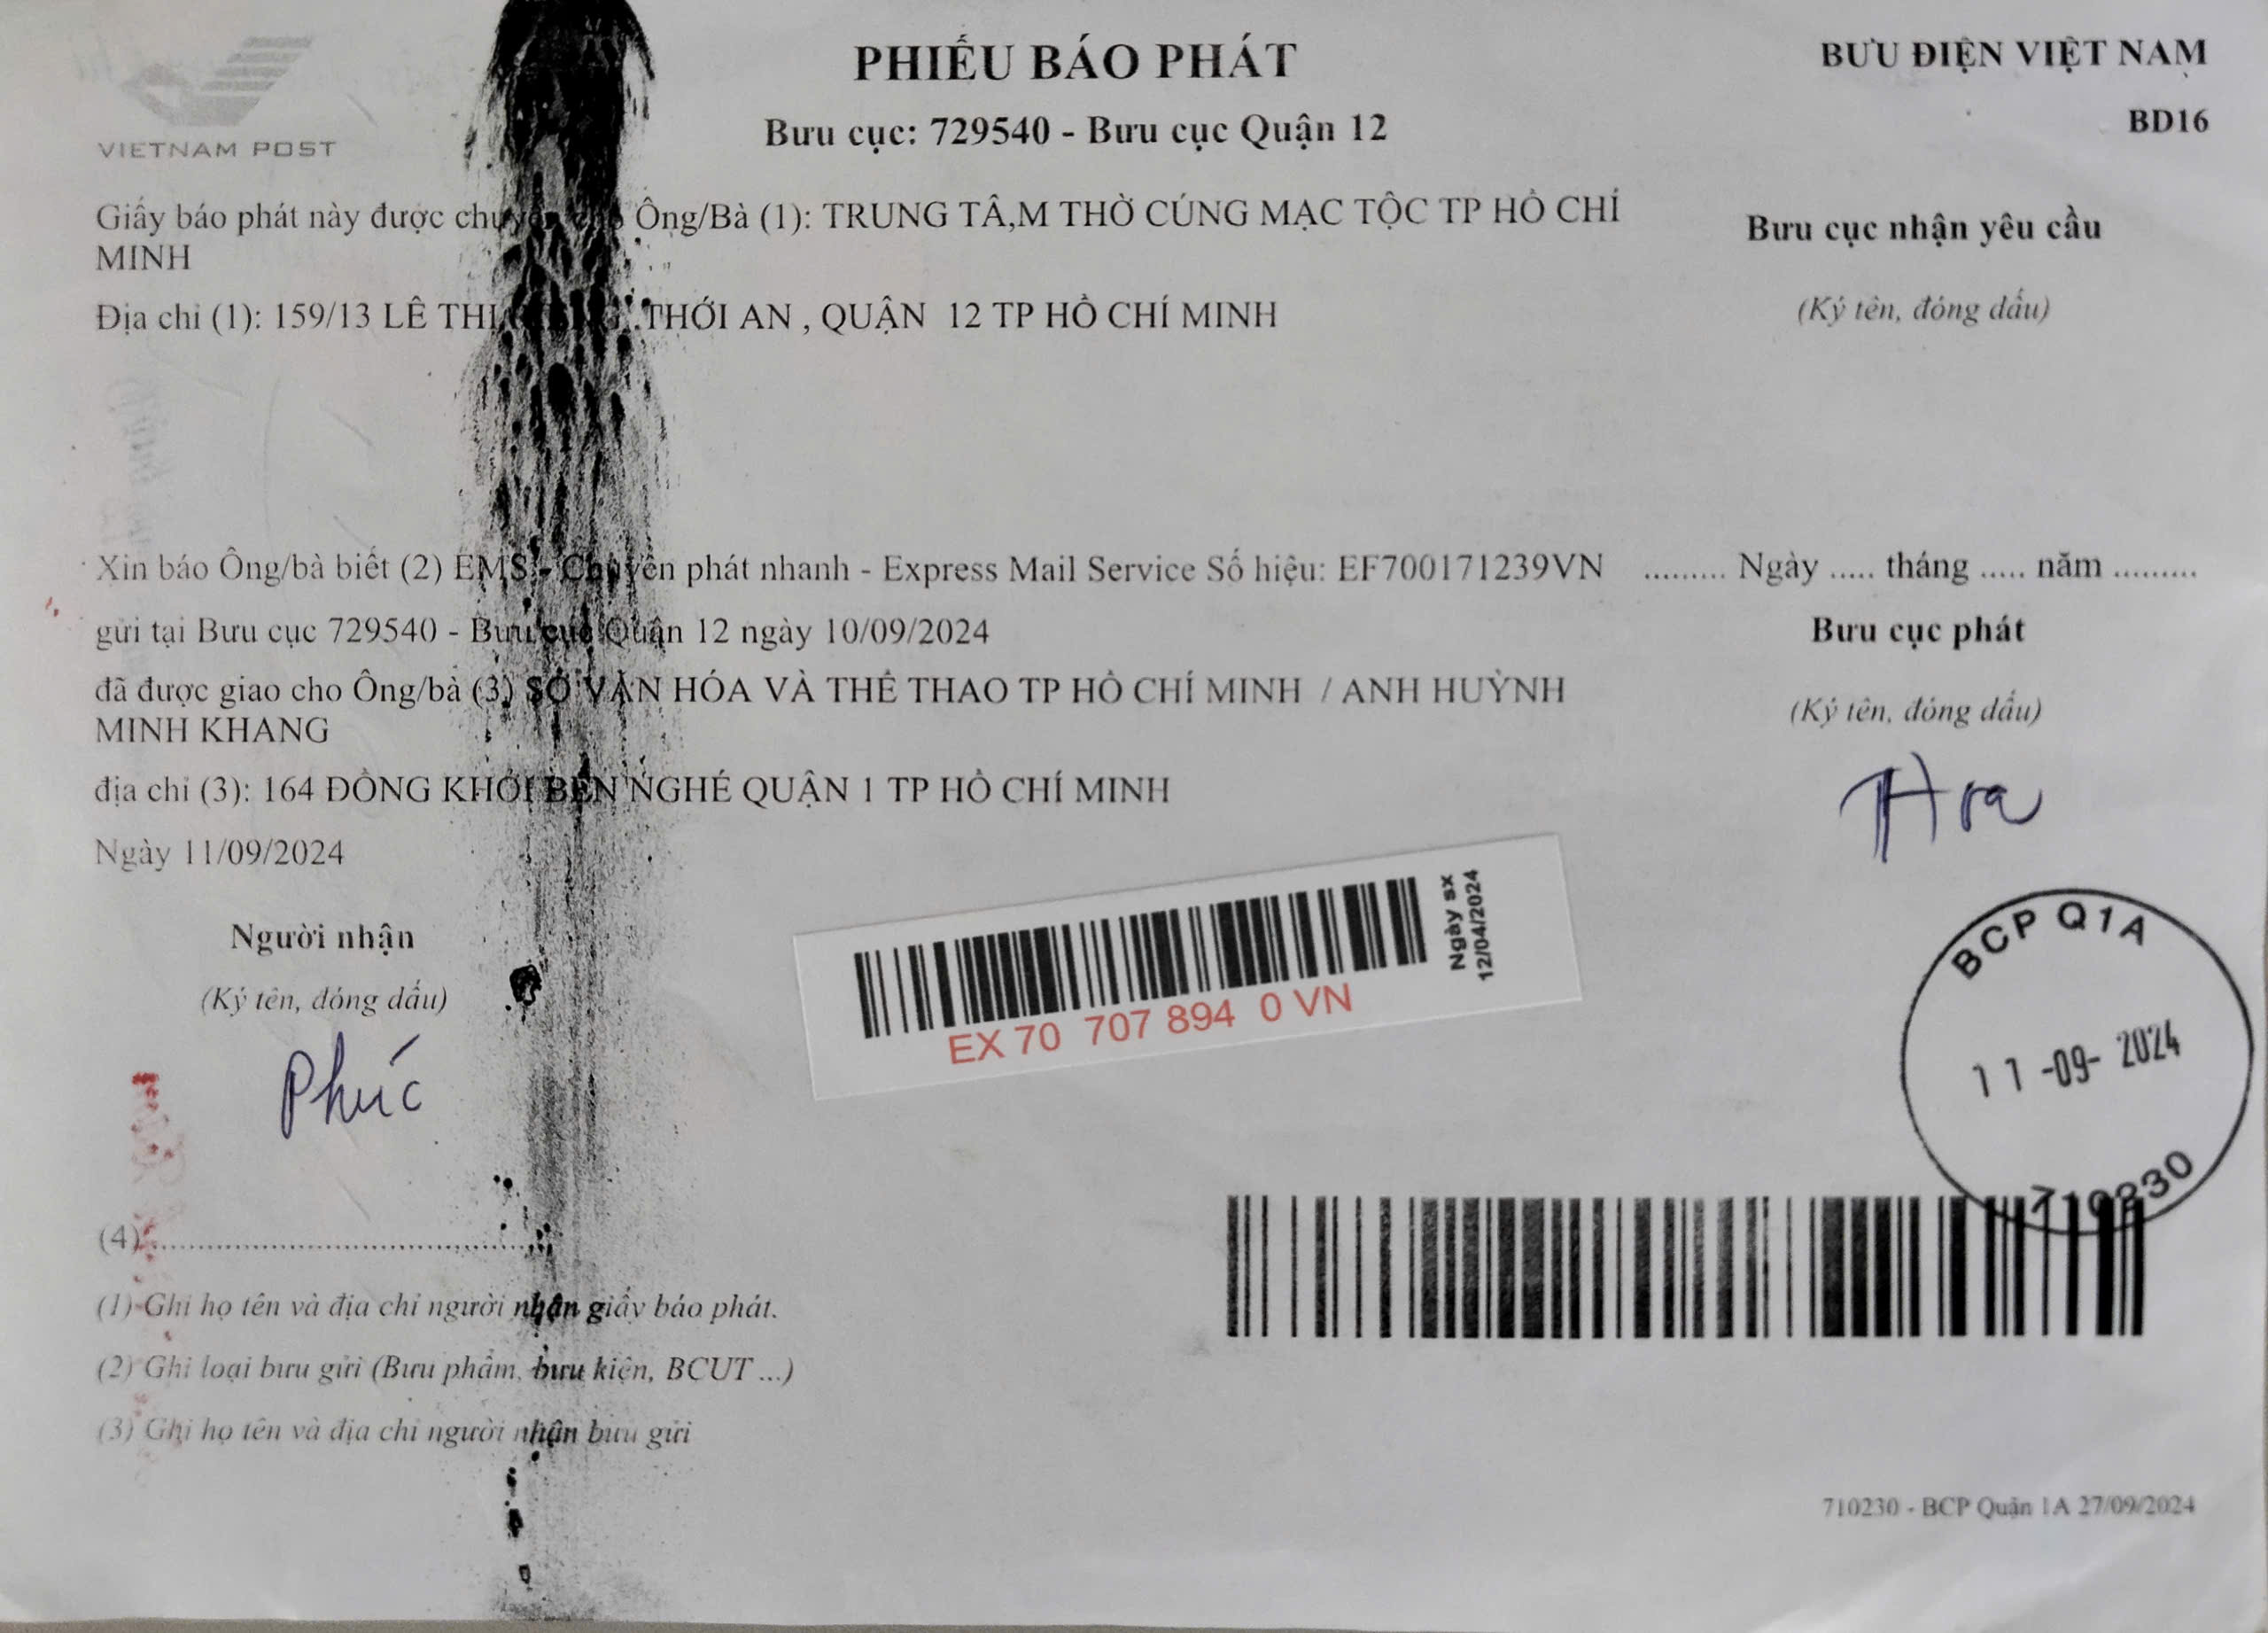 VIETNAM POST
PHIẾU BÁO PHÁT
Bưu cục: 729540 - Bưu cục Quận 12
BƯU ĐIỆN VIỆT NAM
BD16
Giấy báo phát này được chuyển cho Ông/Bà (1): TRUNG TÂ,M THỜ CÚNG MẠC TỘC TP HỒ CHÍ
MINH
Địa chỉ (1): 159/13 LÊ THỊ THỚI AN , QUẬN 12 TP HỒ CHÍ MINH
Bưu cục nhận yêu cầu
(Ký tên, đóng dấu)
Xin báo Ông/bà biết (2) EMS - Chuyển phát nhanh - Express Mail Service Số hiệu: EF700171239VN
......... Ngày ..... tháng ..... năm .........
gửi tại Bưu cục 729540 - Bưu cục Quận 12 ngày 10/09/2024
đã được giao cho Ông/bà (3) SỞ VĂN HÓA VÀ THỂ THAO TP HỒ CHÍ MINH / ANH HUỲNH
MINH KHANG
địa chỉ (3): 164 ĐỒNG KHỞI BẾN NGHÉ QUẬN 1 TP HỒ CHÍ MINH
Ngày 11/09/2024
Bưu cục phát
(Ký tên, đóng dấu)
Người nhận
(Ký tên, đóng dấu)
Phúc
Ngày sx
12/04/2024
EX 70 707 894 0 VN
BCP Q1A
11-09-2024
710230
(4)
(1) Ghi họ tên và địa chỉ người nhận giấy báo phát.
(2) Ghi loại bưu gửi (Bưu phẩm, bưu kiện, BCUT ...)
(3) Ghi họ tên và địa chỉ người nhận bưu gửi
710230 - BCP Quận 1A 27/09/2024